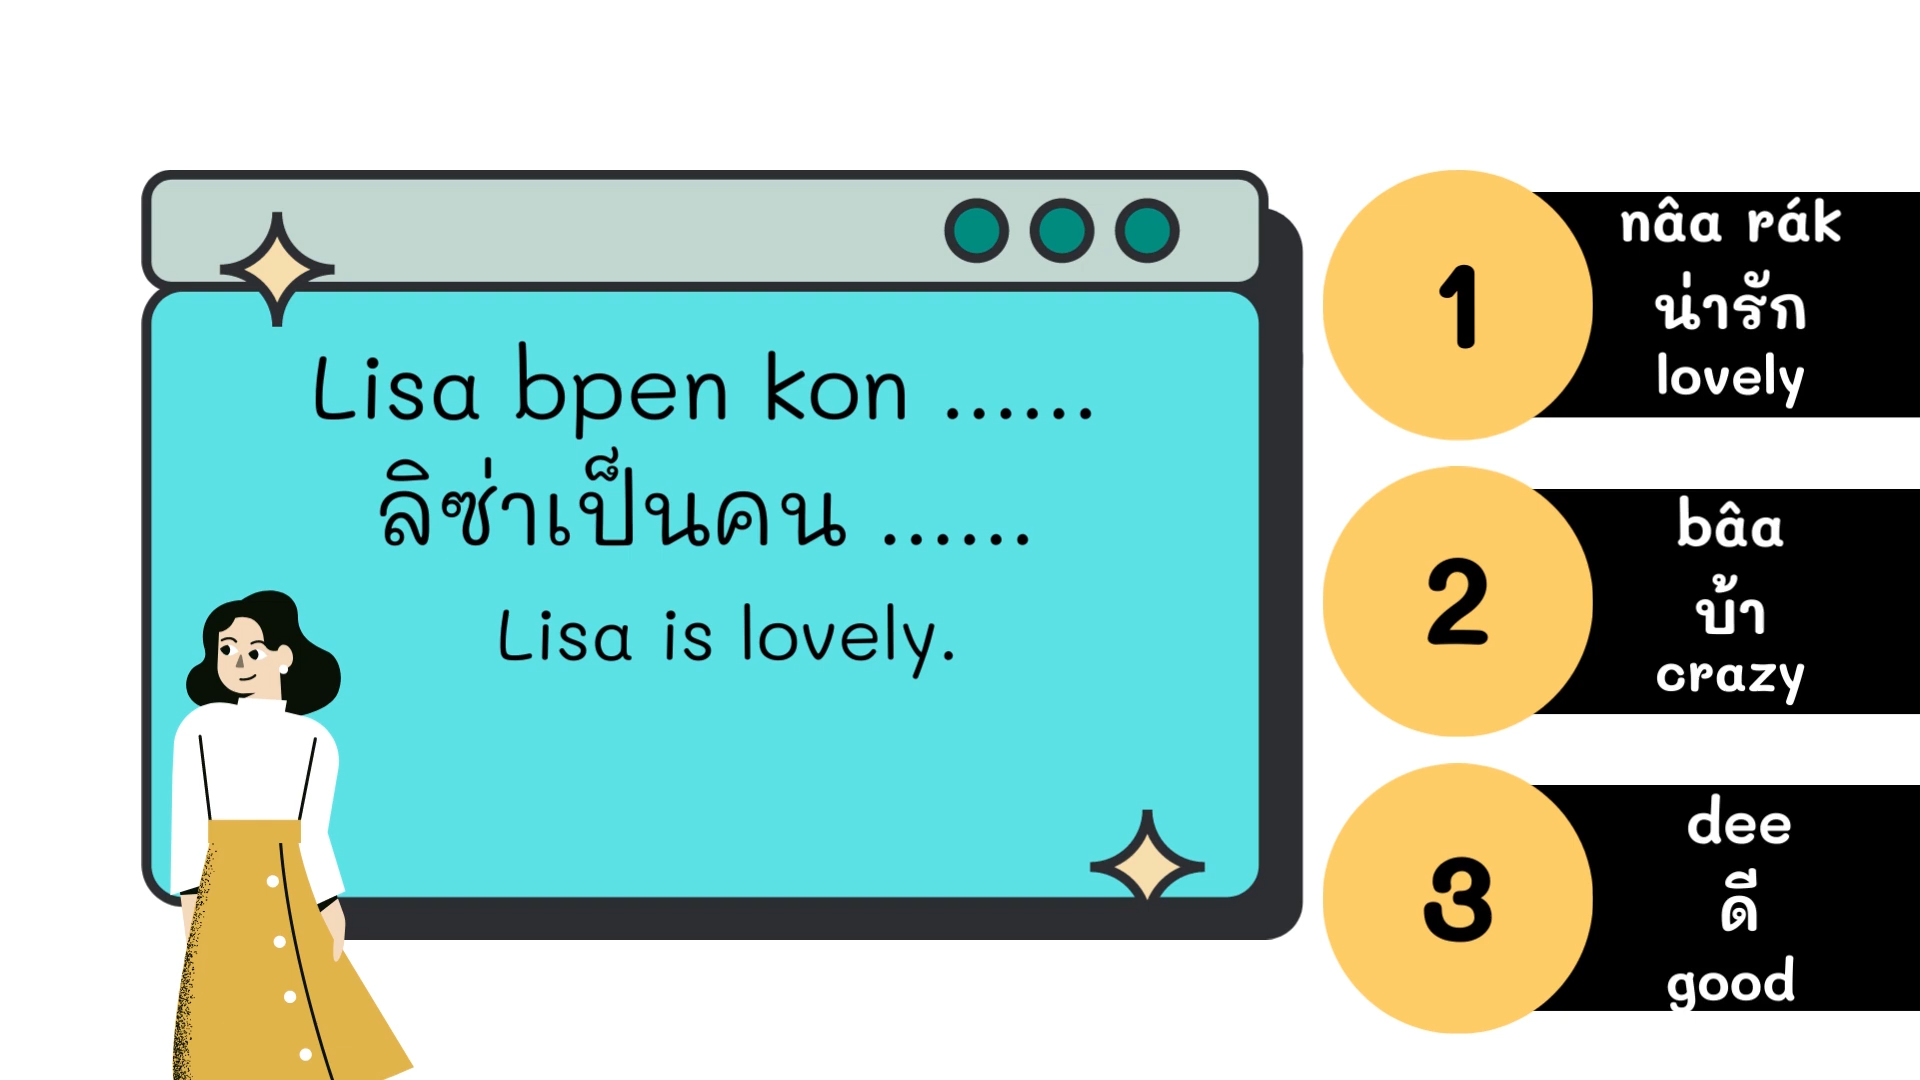 Lisa bpen kon ......
ลิซ่าเป็นคน ......
Lisa is lovely.
1
nâa rák
น่ารัก
lovely
2
bâa
บ้า
crazy
3
dee
ดี
good